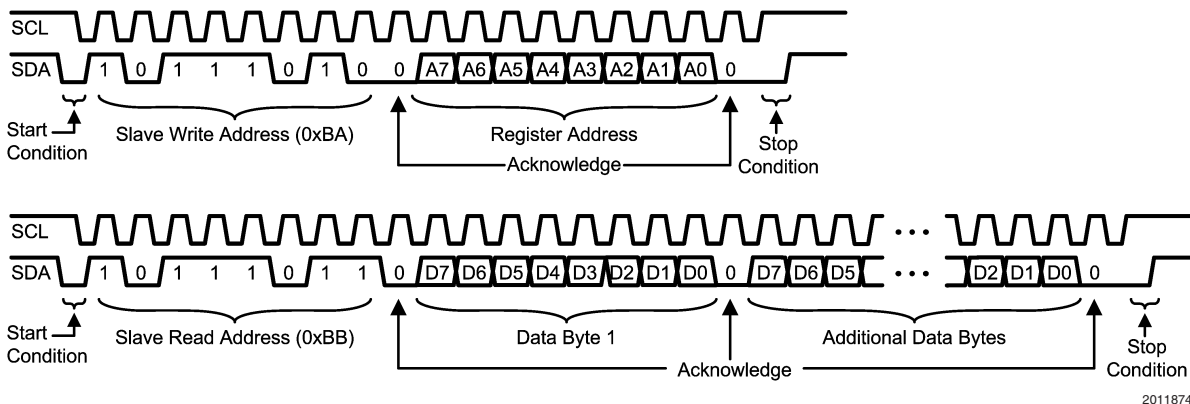 SCL
SDA 1 0 1 1 1 0 1 0 0 A7 A6 A5 A4 A3 A2 A1 A0 0
Start
Condition
Slave Write Address (0xBA)
Register Address
Acknowledge
Stop
Condition
SCL
SDA 1 0 1 1 1 0 1 1 0 D7 D6 D5 D4 D3 D2 D1 D0 0 D7 D6 D5 D2 D1 D0 0
Start
Condition
Slave Read Address (0xBB)
Data Byte 1
Additional Data Bytes
Acknowledge
Stop
Condition
2011874